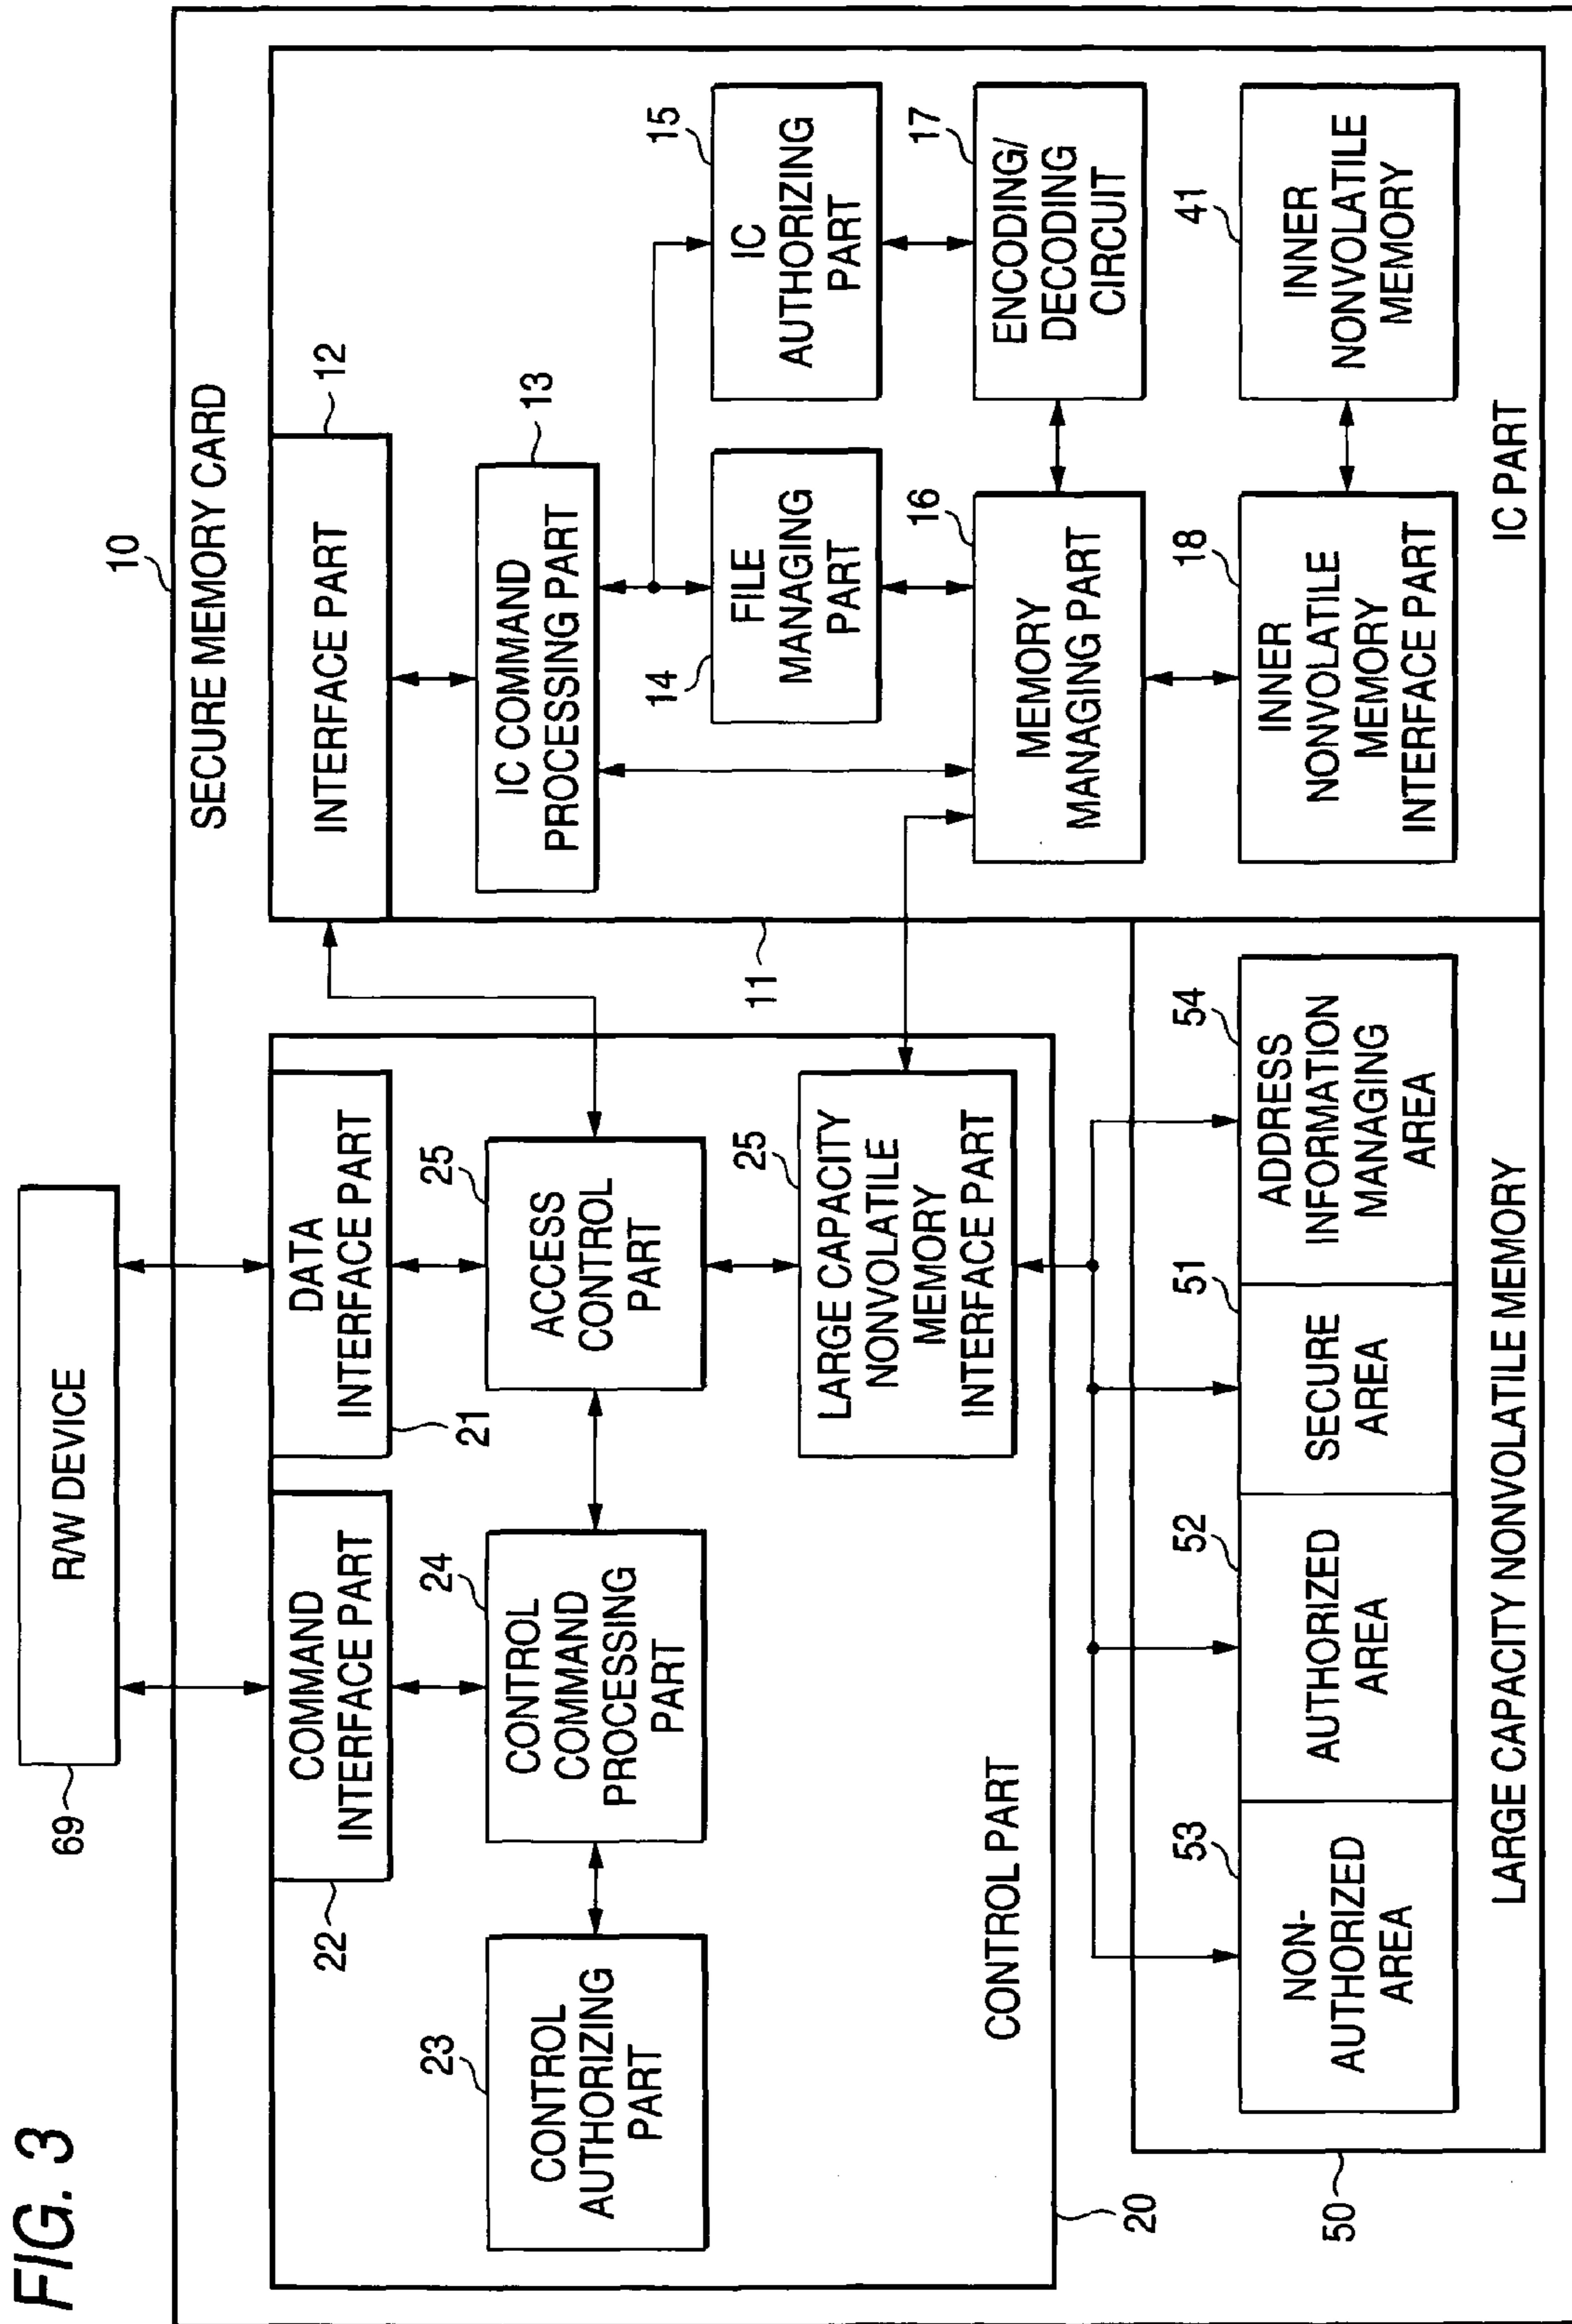 FIG. 3
69
R/W DEVICE
10
SECURE MEMORY CARD
22
COMMAND
INTERFACE PART
DATA
INTERFACE PART
21
INTERFACE PART
12
23
CONTROL
AUTHORIZING
PART
24
CONTROL
COMMAND
PROCESSING
PART
25
ACCESS
CONTROL
PART
IC COMMAND
PROCESSING PART
13
25
LARGE CAPACITY
NONVOLATILE
MEMORY
INTERFACE PART
CONTROL PART
20
11
14
FILE
MANAGING
PART
15
IC
AUTHORIZING
PART
16
MEMORY
MANAGING PART
17
ENCODING/
DECODING
CIRCUIT
18
INNER
NONVOLATILE
MEMORY
INTERFACE PART
41
INNER
NONVOLATILE
MEMORY
IC PART
50
53
NON-
AUTHORIZED
AREA
52
AUTHORIZED
AREA
51
SECURE
AREA
54
ADDRESS
INFORMATION
MANAGING
AREA
LARGE CAPACITY NONVOLATILE MEMORY